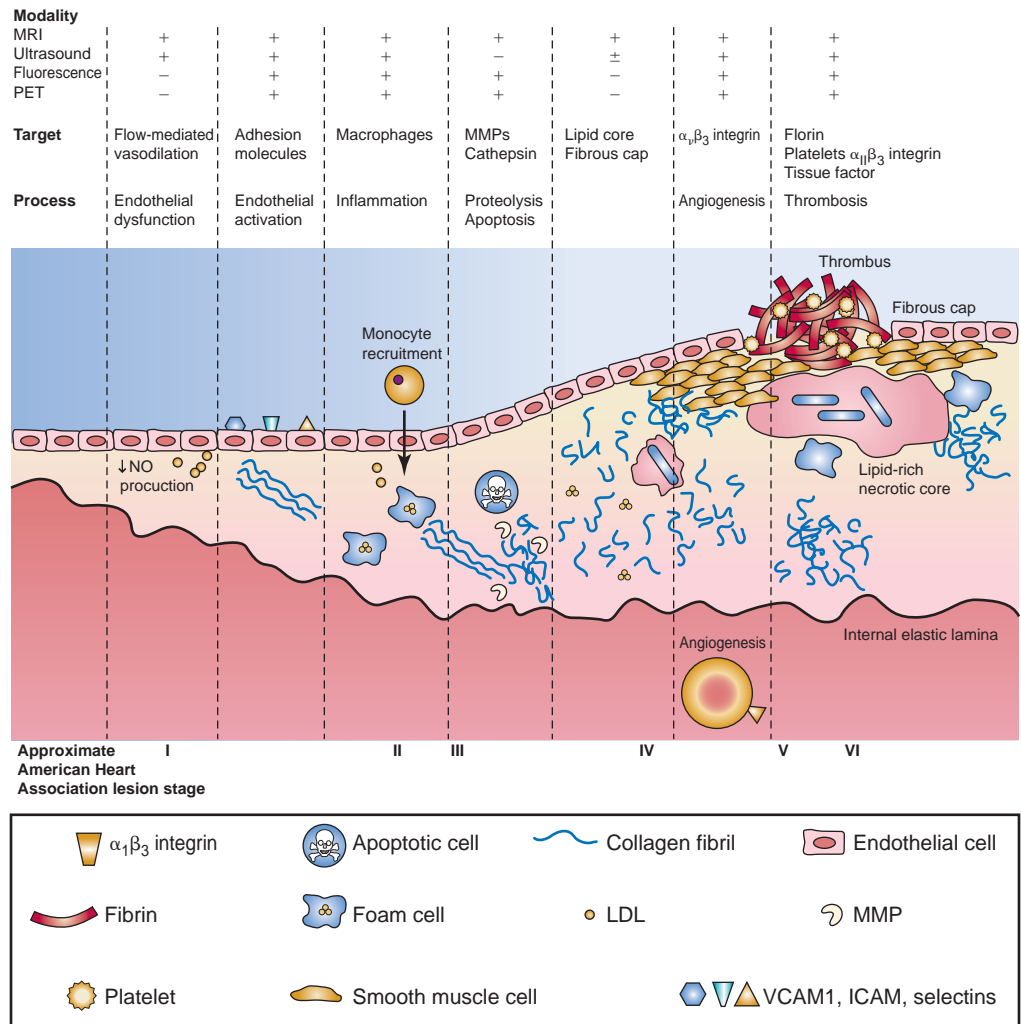 Modality
MRI + + + + + + +
Ultrasound + + + − ± + +
Fluorescence − + + + − + +
PET − + + + − + +
Target Flow-mediated Adhesion Macrophages MMPs Lipid core αvβ3 integrin Florin
vasodilation molecules Cathepsin Fibrous cap Platelets αIIβ3 integrin
Tissue factor
Process Endothelial Endothelial Inflammation Proteolysis Angiogenesis Thrombosis
dysfunction activation Apoptosis
Thrombus
Fibrous cap
Monocyte
recruitment
↓NO
procuction
Lipid-rich
necrotic core
Internal elastic lamina
Angiogenesis
Approximate I II III IV V VI
American Heart
Association lesion stage
α1β3 integrin Apoptotic cell Collagen fibril Endothelial cell
Fibrin Foam cell LDL MMP
Platelet Smooth muscle cell VCAM1, ICAM, selectins